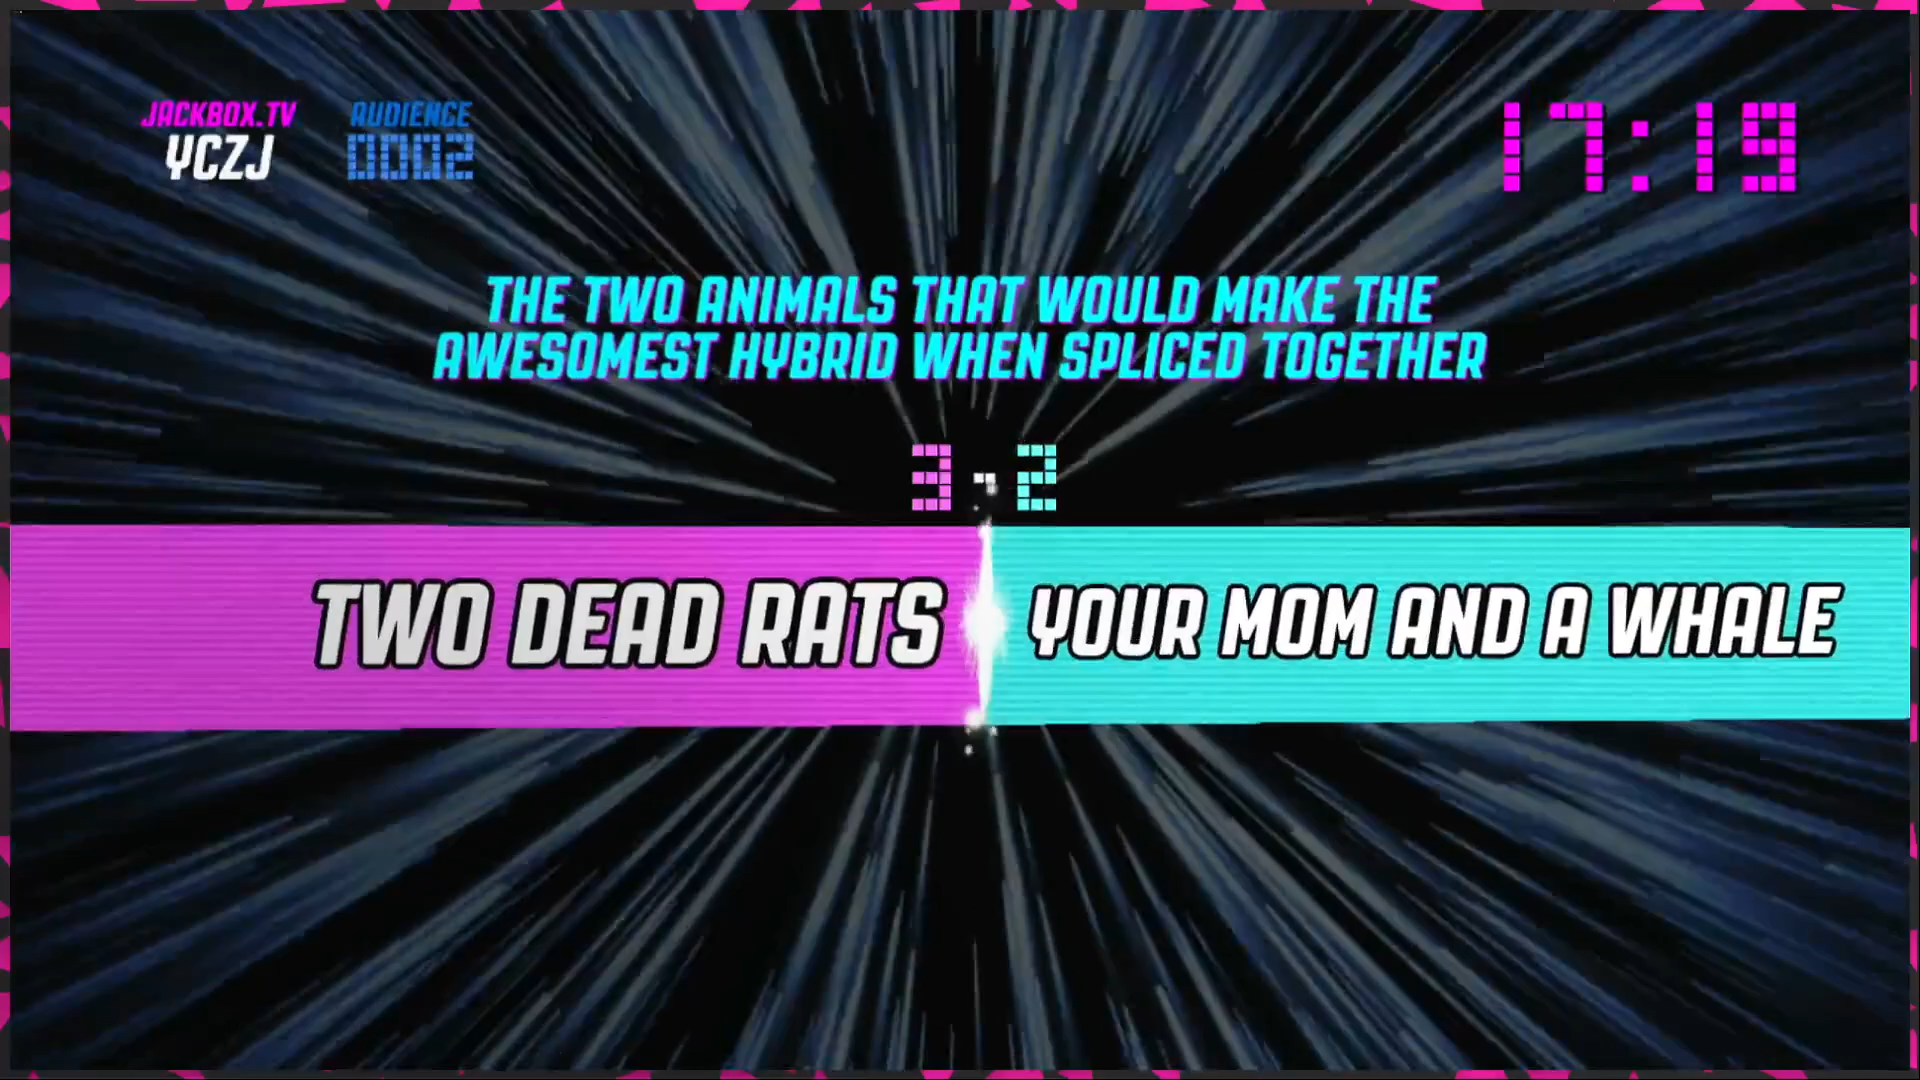 JACKBOX.TV
YCZJ
AUDIENCE
0002
17:19
THE TWO ANIMALS THAT WOULD MAKE THE
AWESOMEST HYBRID WHEN SPLICED TOGETHER
3 - 2
TWO DEAD RATS
YOUR MOM AND A WHALE